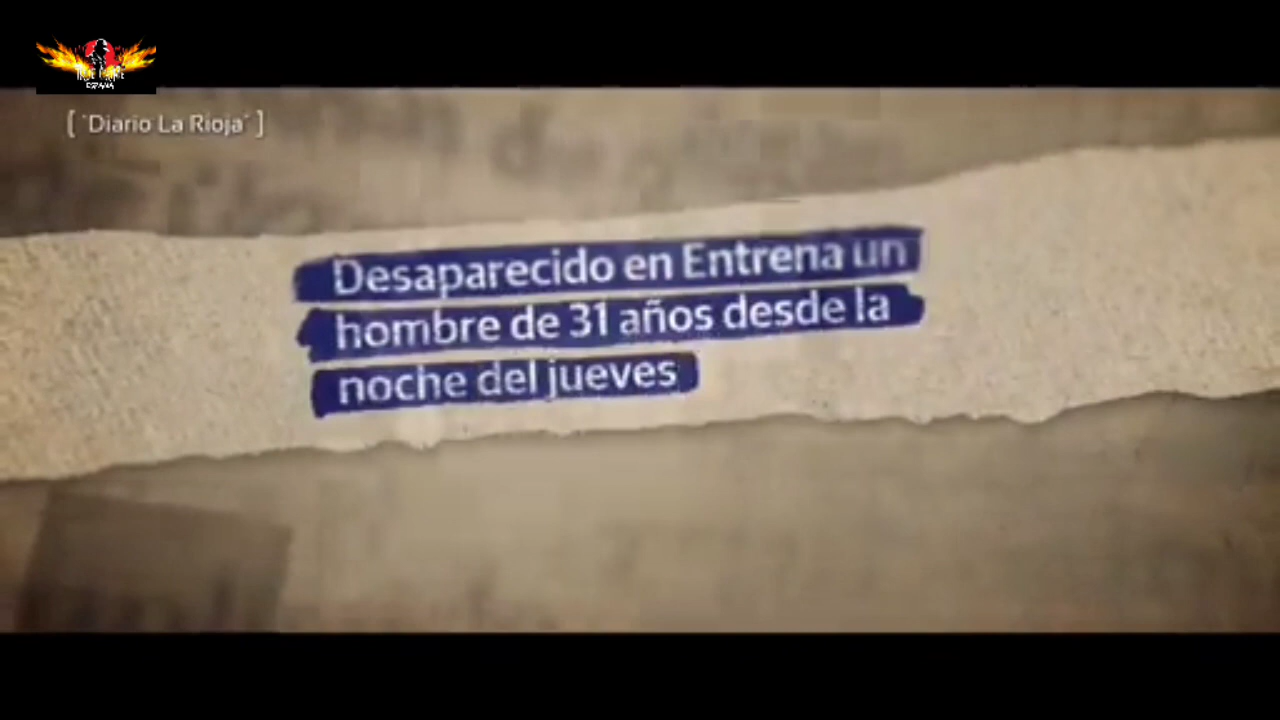 [ ´Diario La Rioja´ ]
Desaparecido en Entrena un
hombre de 31 años desde la
noche del jueves